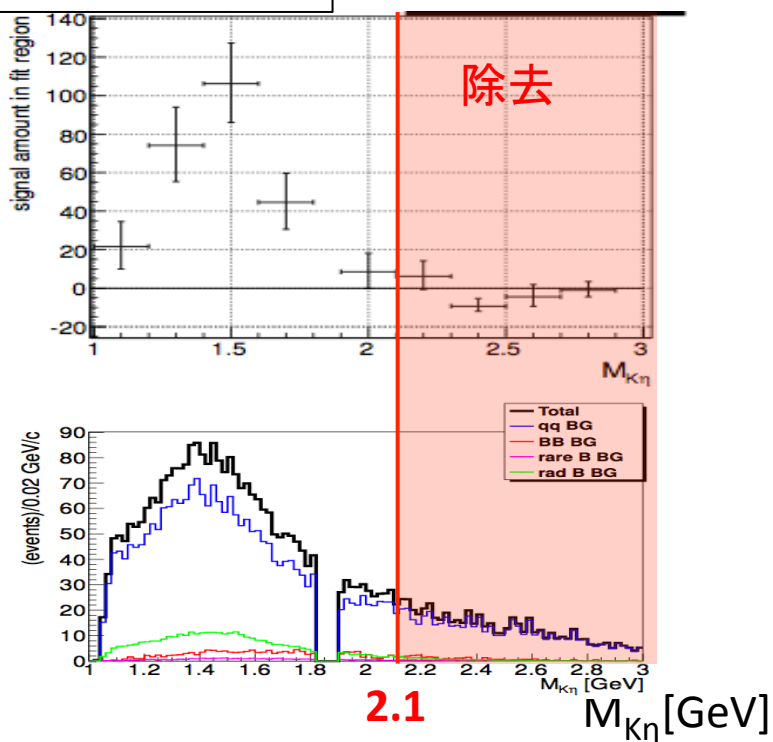 signal amount in fit region
140
120
100
80
60
40
20
0
-20
1 1.5 2 2.5 3
M_Kη
除去
Total
qq BG
BB BG
rare B BG
rad B BG
(events)/0.02 GeV/c
90
80
70
60
50
40
30
20
10
0
1 1.2 1.4 1.6 1.8 2 2.2 2.4 2.6 2.8 3
M_Kη [GeV]
2.1
M_Kη[GeV]